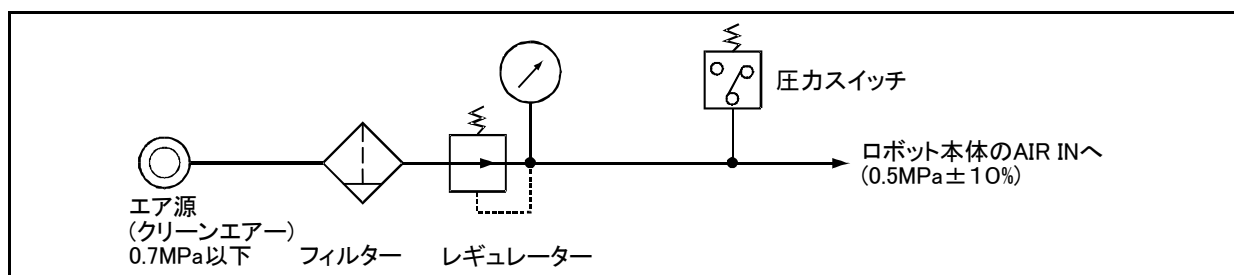 圧力スイッチ
ロボット本体のAIR INへ
(0.5MPa±10%)
エア源
(クリーンエアー)
0.7MPa以下
フィルター
レギュレーター